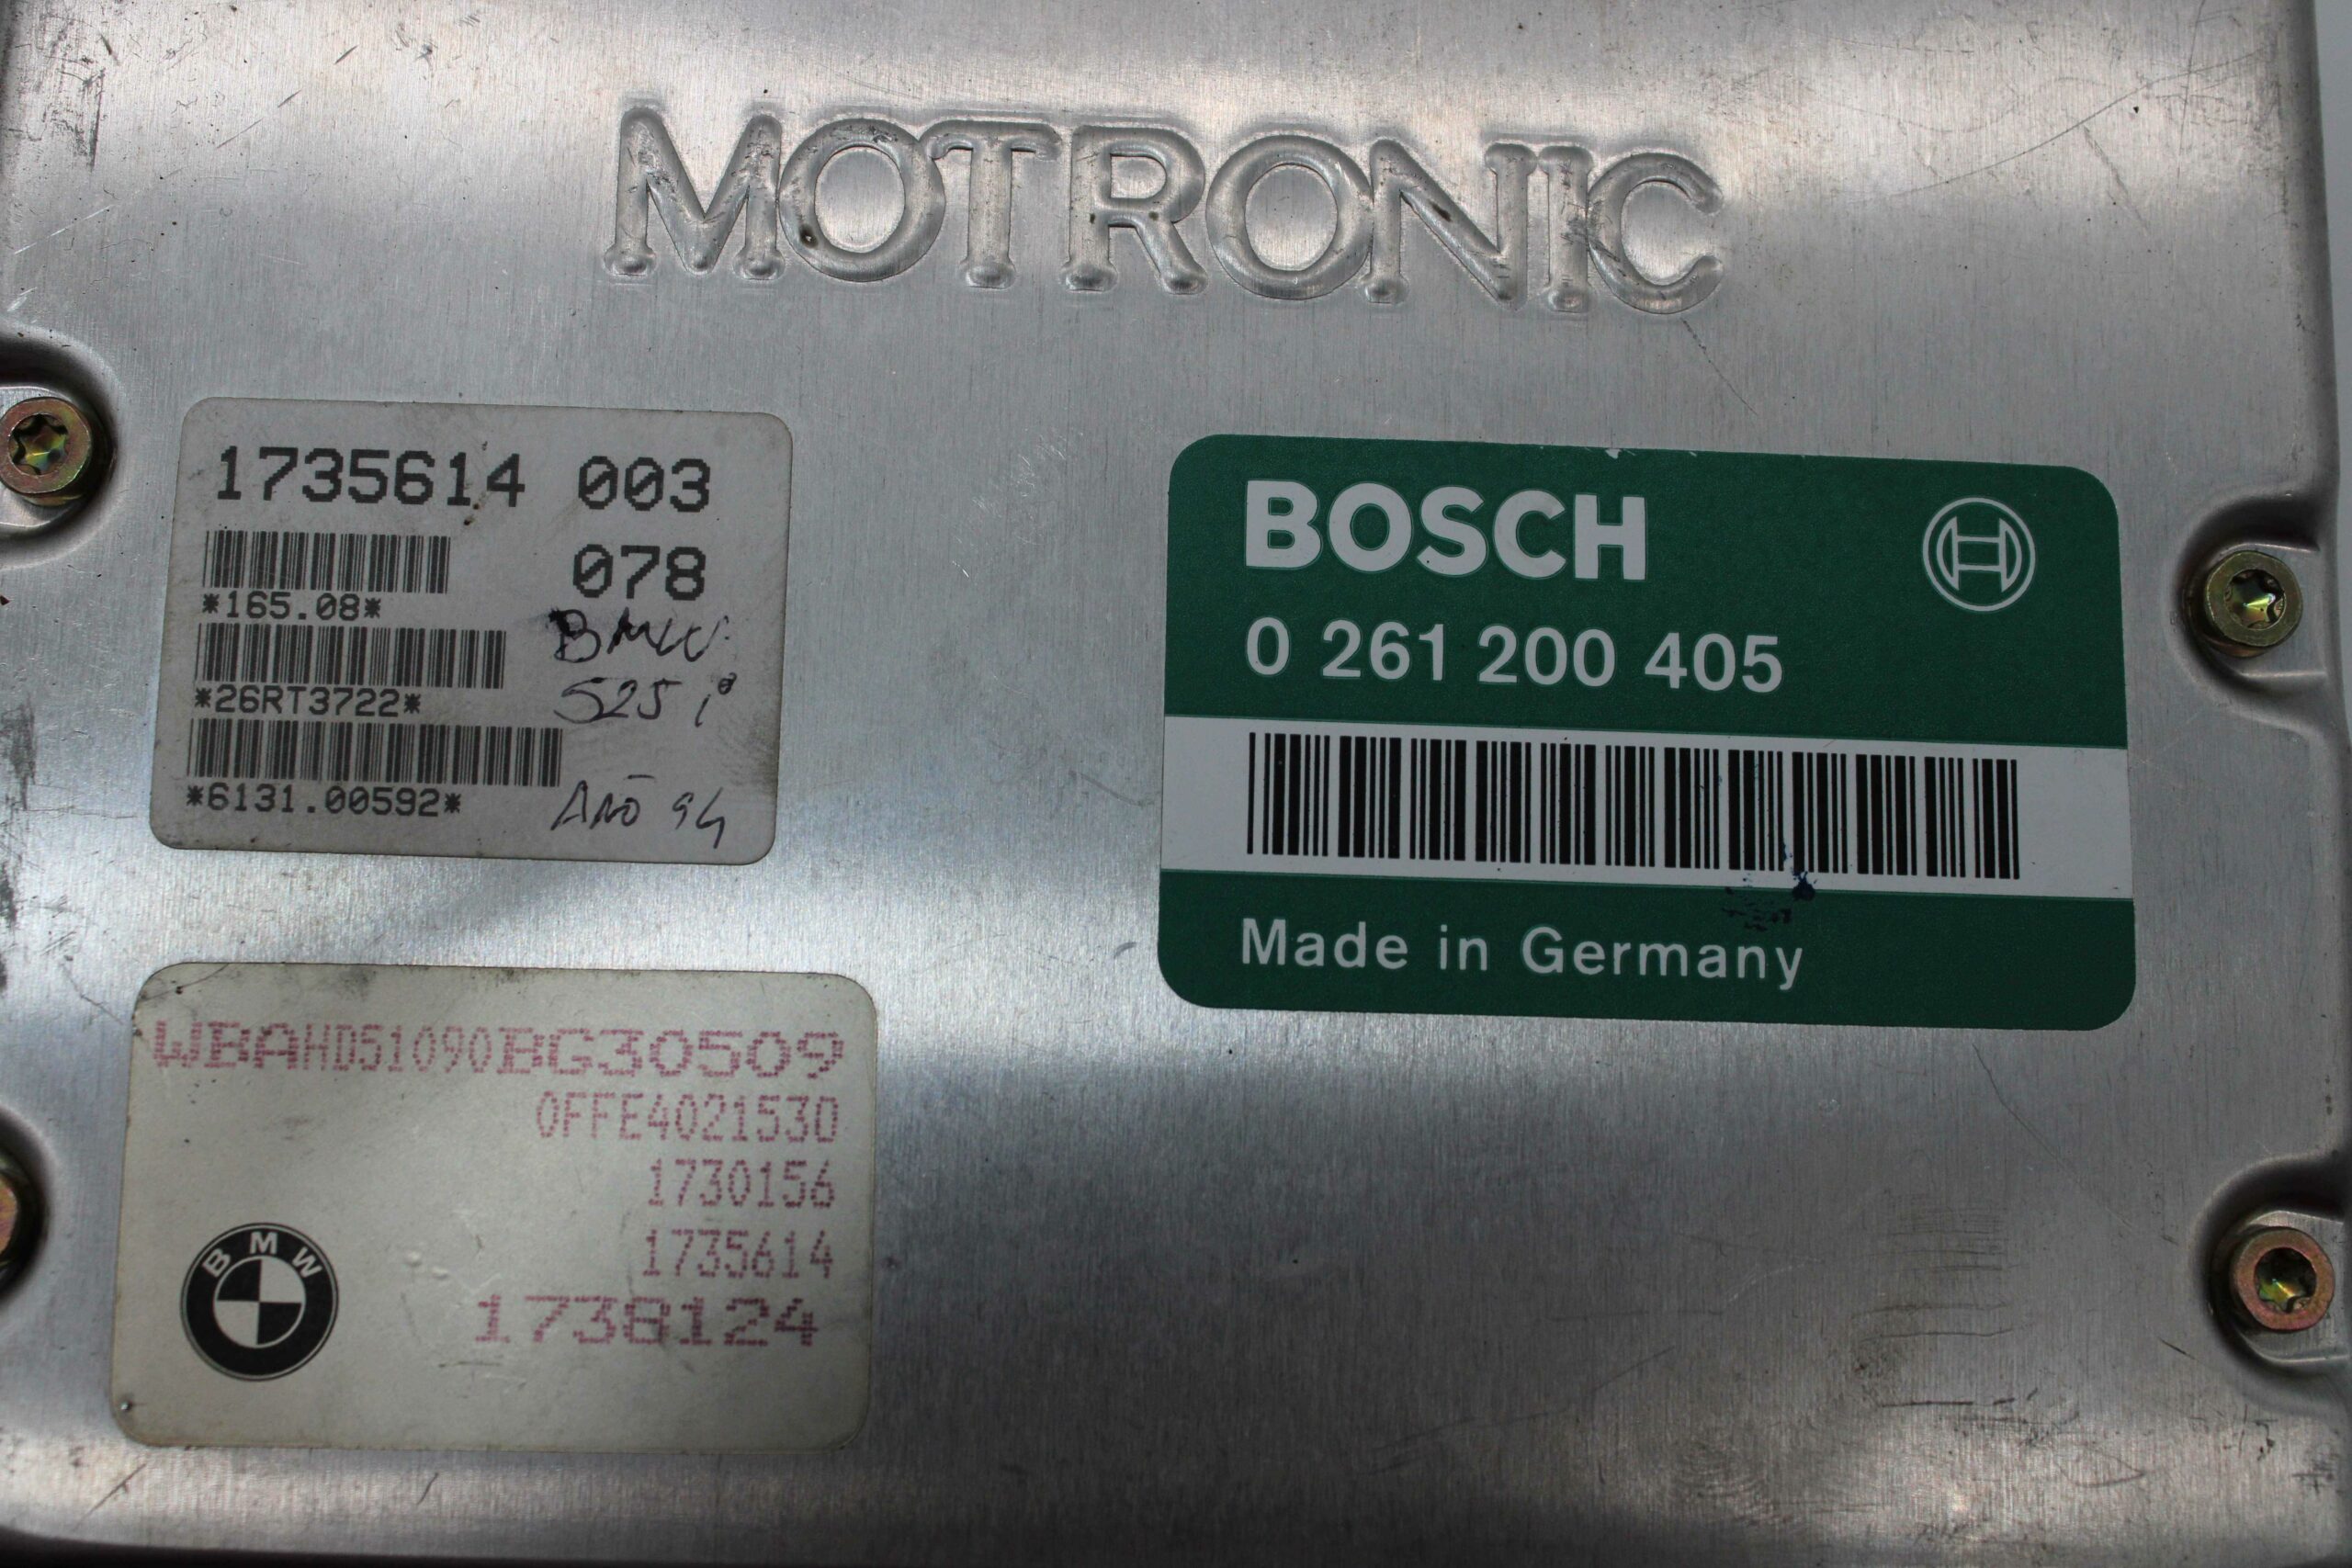 MOTRONIC
1735614 003
078
*165.08*
BMW
*26RT3722*
525 i
*6131.00592*
Año 94
BOSCH
0 261 200 405
Made in Germany
WBAHD51090BG30509
0FFE4021530
1730156
1735614
1738124
BMW